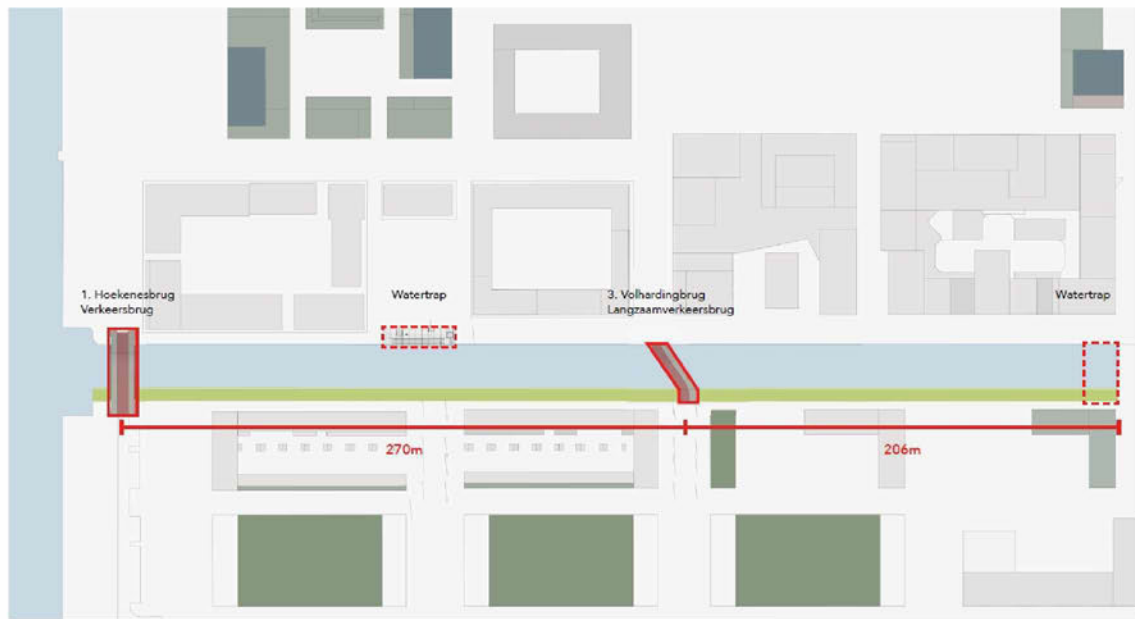 1. Hoekenesbrug
Verkeersbrug
Watertrap
3. Volhardingbrug
Langzaamverkeersbrug
Watertrap
270m
206m